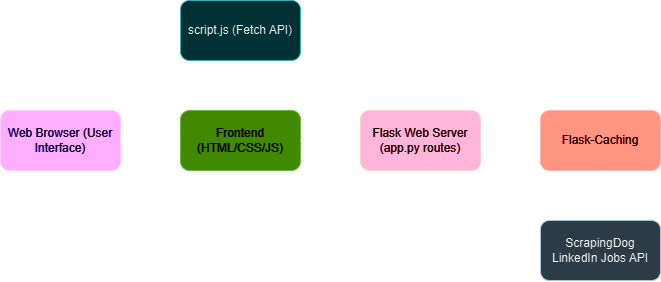 script.js (Fetch API)
Web Browser (User
Interface)
Frontend
(HTML/CSS/JS)
Flask Web Server
(app.py routes)
Flask-Caching
ScrapingDog
LinkedIn Jobs API